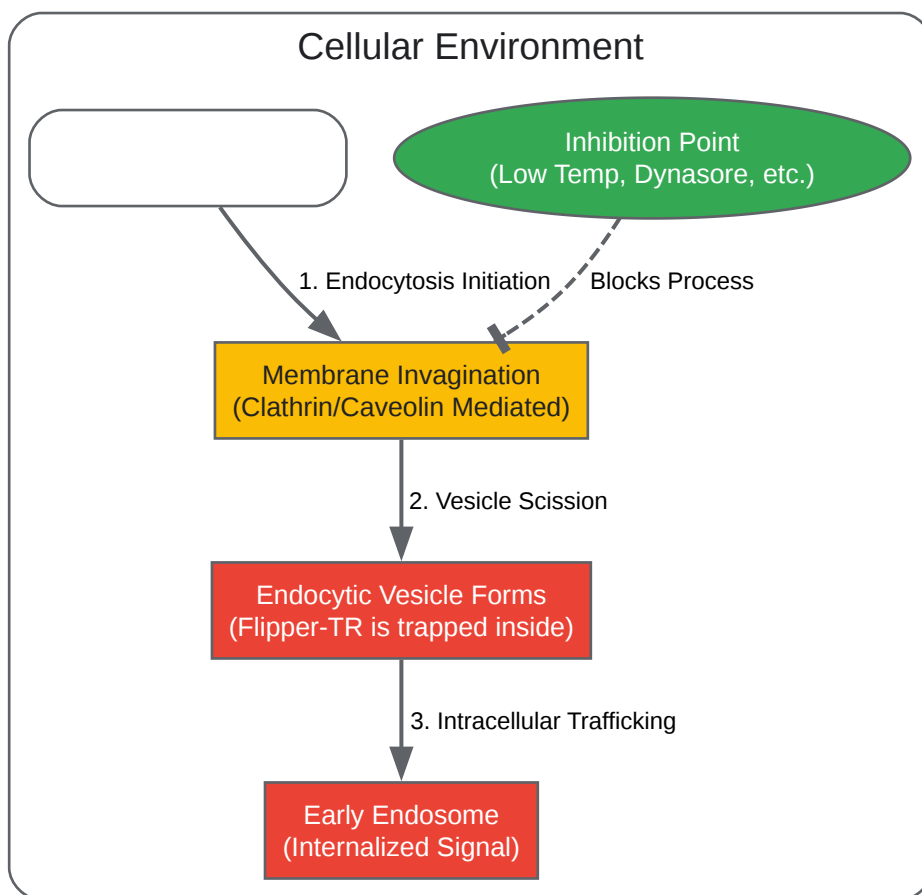 Cellular Environment
Inhibition Point
(Low Temp, Dynasore, etc.)
1. Endocytosis Initiation
Blocks Process
Membrane Invagination
(Clathrin/Caveolin Mediated)
2. Vesicle Scission
Endocytic Vesicle Forms
(Flipper-TR is trapped inside)
3. Intracellular Trafficking
Early Endosome
(Internalized Signal)